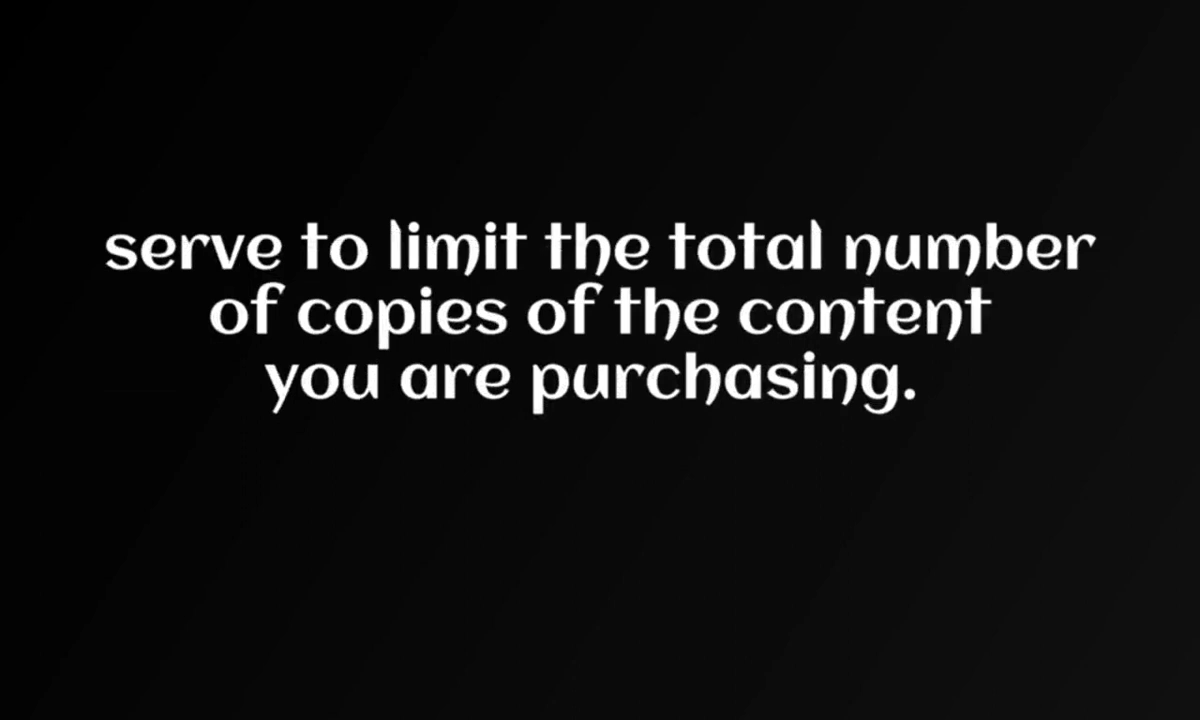 serve to limit the total number
of copies of the content
you are purchasing.